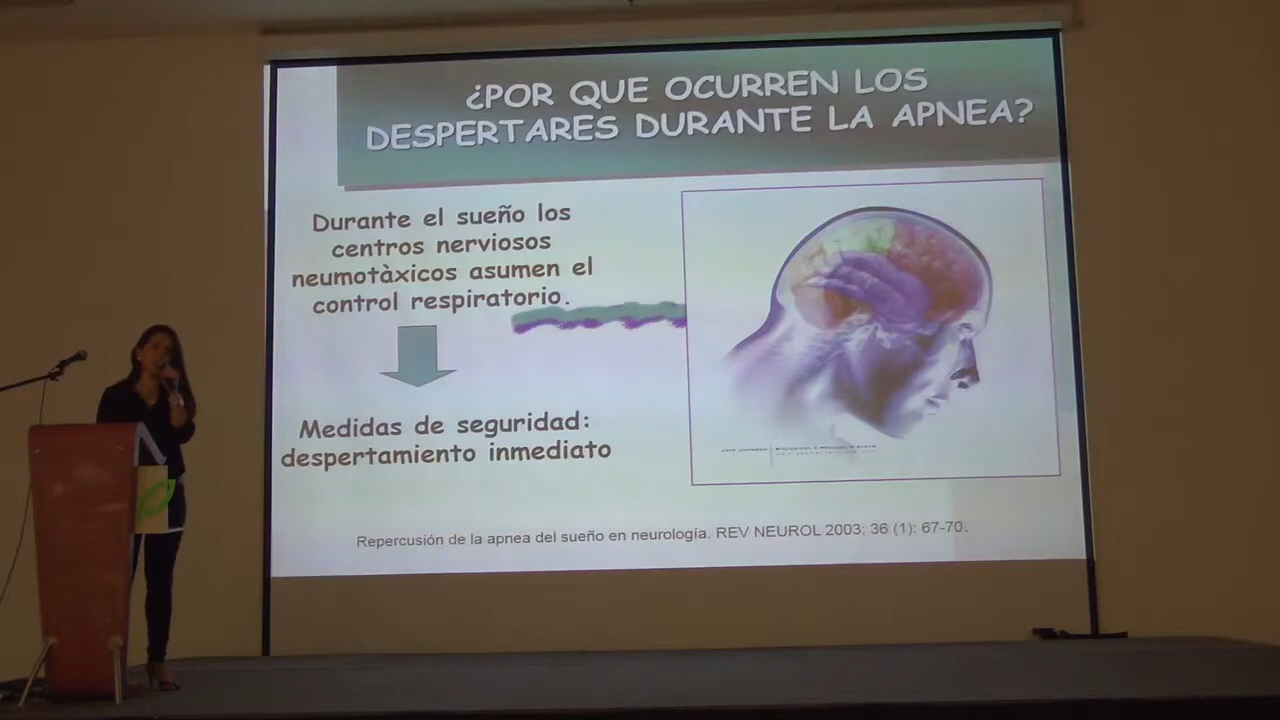 ¿POR QUE OCURREN LOS
DESPERTARES DURANTE LA APNEA?
Durante el sueño los
centros nerviosos
neumotàxicos asumen el
control respiratorio.
Medidas de seguridad:
despertamiento inmediato
Repercusión de la apnea del sueño en neurología. REV NEUROL 2003; 36 (1): 67-70.